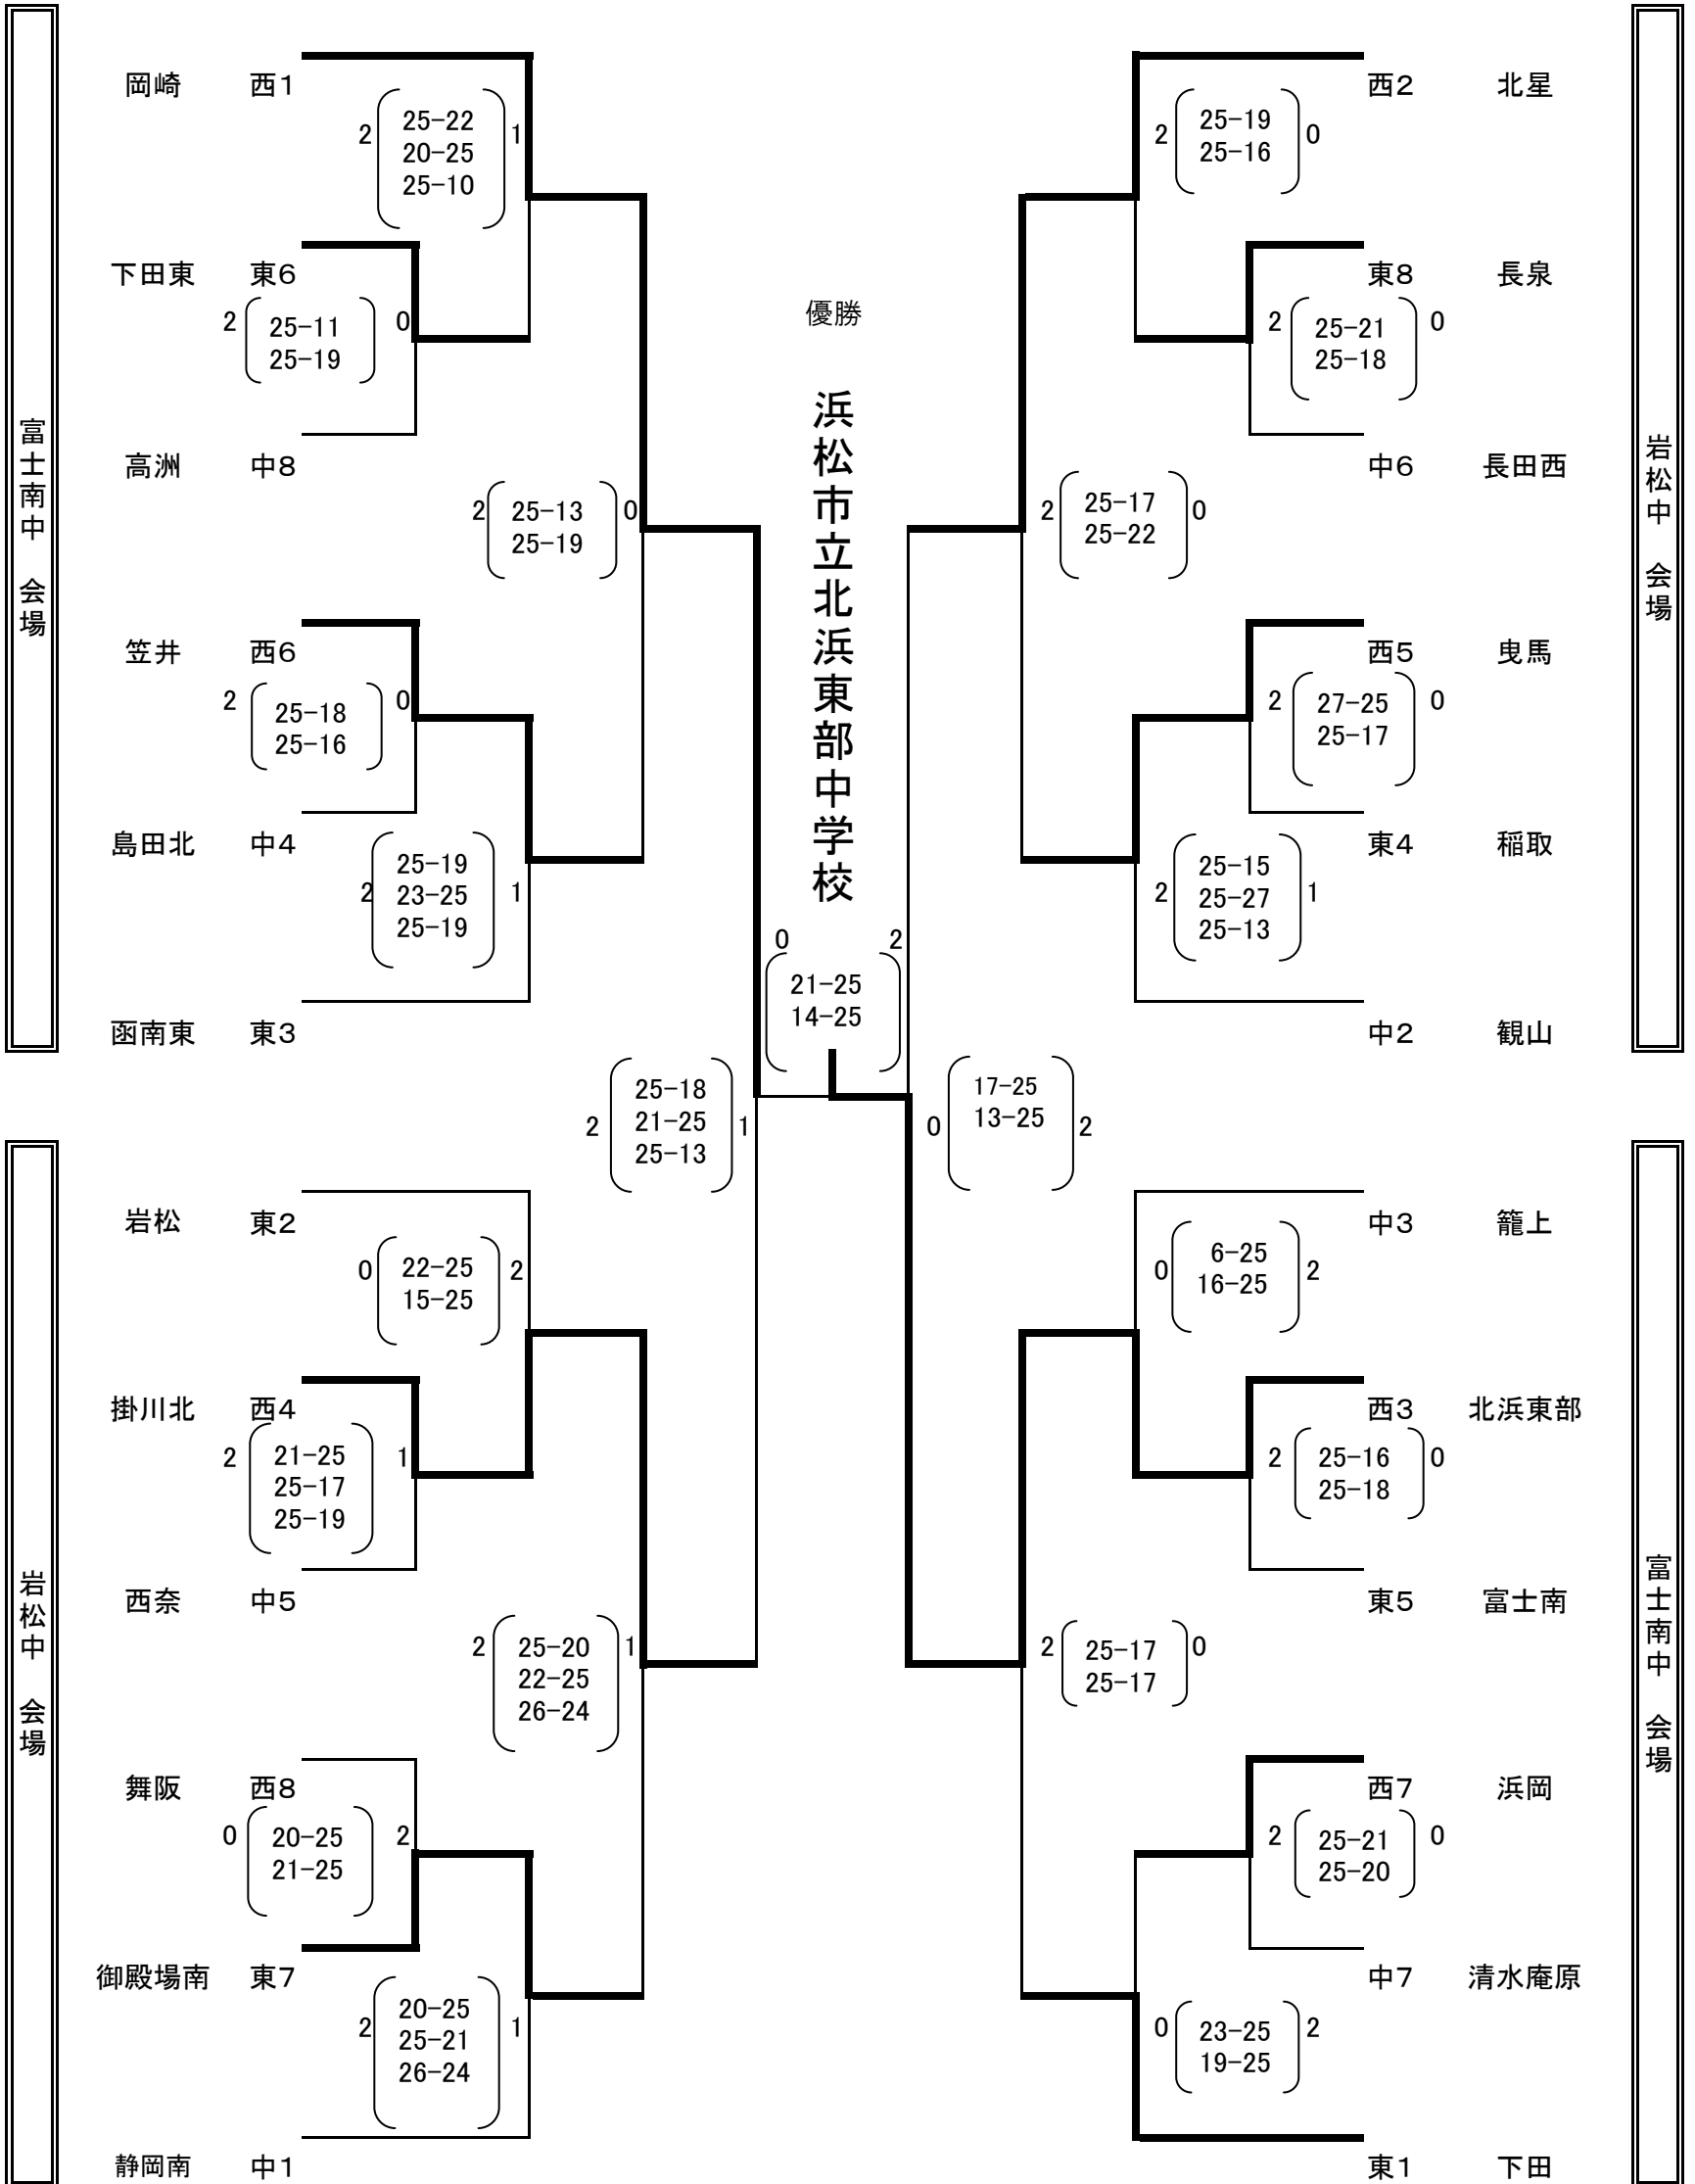 富士南中 会場
岡崎 西1
2 25-22 1
20-25
25-10
下田東 東6
2 25-11 0
25-19
高洲 中8
2 25-13 0
25-19
笠井 西6
2 25-18 0
25-16
島田北 中4
2 25-19 1
23-25
25-19
函南東 東3
岩松中 会場
2 25-18 1
21-25
25-13
岩松 東2
0 22-25 2
15-25
掛川北 西4
2 21-25 1
25-17
25-19
西奈 中5
2 25-20 1
22-25
26-24
舞阪 西8
0 20-25 2
21-25
御殿場南 東7
2 20-25 1
25-21
26-24
静岡南 中1
優勝
浜松市立北浜東部中学校
0 2
21-25
14-25
岩松中 会場
西2 北星
2 25-19 0
25-16
東8 長泉
2 25-21 0
25-18
中6 長田西
2 25-17 0
25-22
西5 曳馬
2 27-25 0
25-17
東4 稲取
2 25-15 1
25-27
25-13
中2 観山
富士南中 会場
0 17-25 2
13-25
中3 籠上
0 6-25 2
16-25
西3 北浜東部
2 25-16 0
25-18
東5 富士南
2 25-17 0
25-17
西7 浜岡
2 25-21 0
25-20
中7 清水庵原
0 23-25 2
19-25
東1 下田